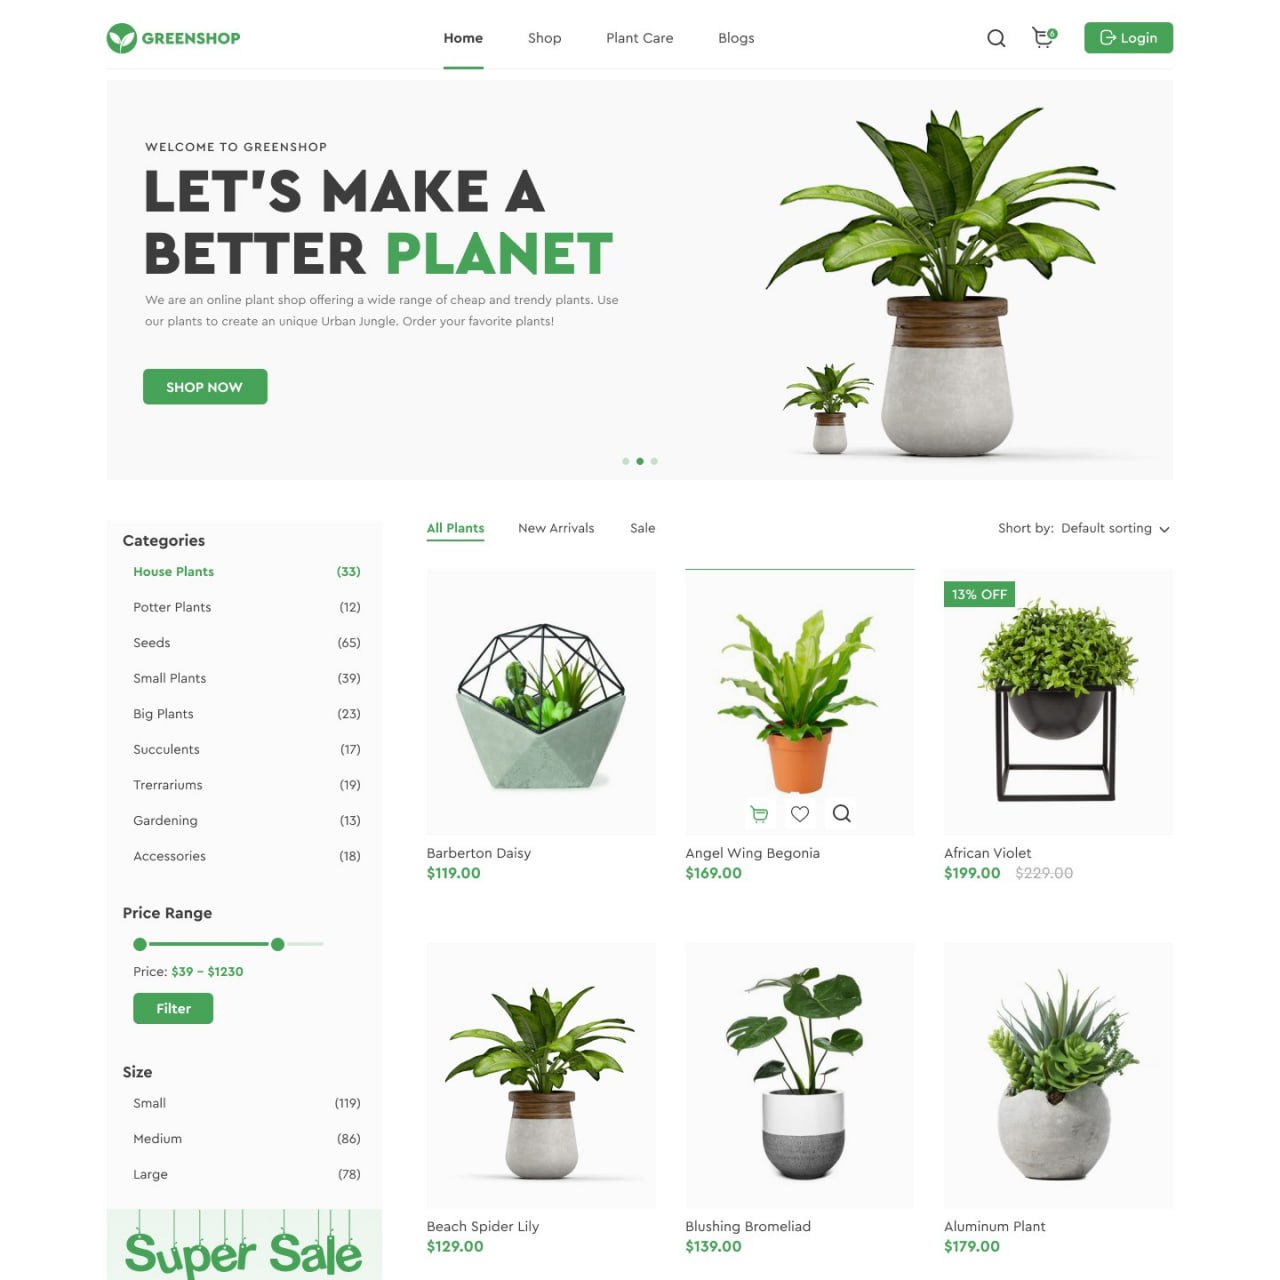 GREENSHOP
Home
Shop
Plant Care
Blogs
6
Login
WELCOME TO GREENSHOP
LET'S MAKE A
BETTER PLANET
We are an online plant shop offering a wide range of cheap and trendy plants. Use
our plants to create an unique Urban Jungle. Order your favorite plants!
SHOP NOW
Categories
House Plants (33)
Potter Plants (12)
Seeds (65)
Small Plants (39)
Big Plants (23)
Succulents (17)
Trerrariums (19)
Gardening (13)
Accessories (18)
Price Range
Price: $39 - $1230
Filter
Size
Small (119)
Medium (86)
Large (78)
Super Sale
All Plants
New Arrivals
Sale
Short by: Default sorting
Barberton Daisy
$119.00
Angel Wing Begonia
$169.00
13% OFF
African Violet
$199.00 $229.00
Beach Spider Lily
$129.00
Blushing Bromeliad
$139.00
Aluminum Plant
$179.00